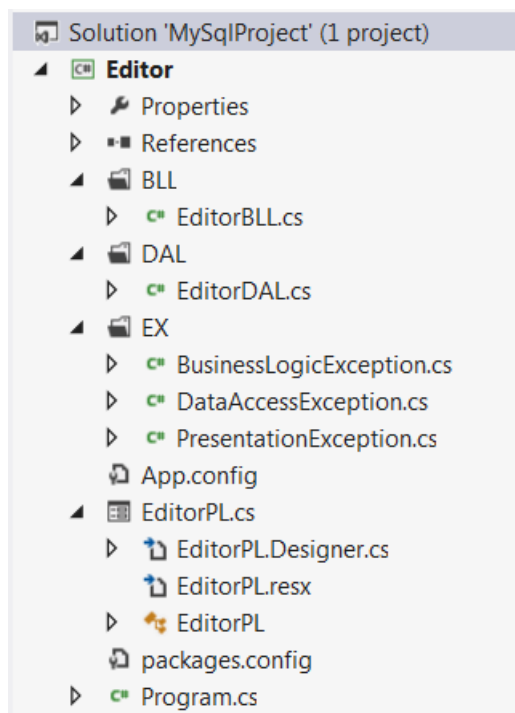 Solution 'MySqlProject' (1 project)
C# Editor
Properties
References
BLL
C# EditorBLL.cs
DAL
C# EditorDAL.cs
EX
C# BusinessLogicException.cs
C# DataAccessException.cs
C# PresentationException.cs
App.config
EditorPL.cs
EditorPL.Designer.cs
EditorPL.resx
EditorPL
packages.config
C# Program.cs